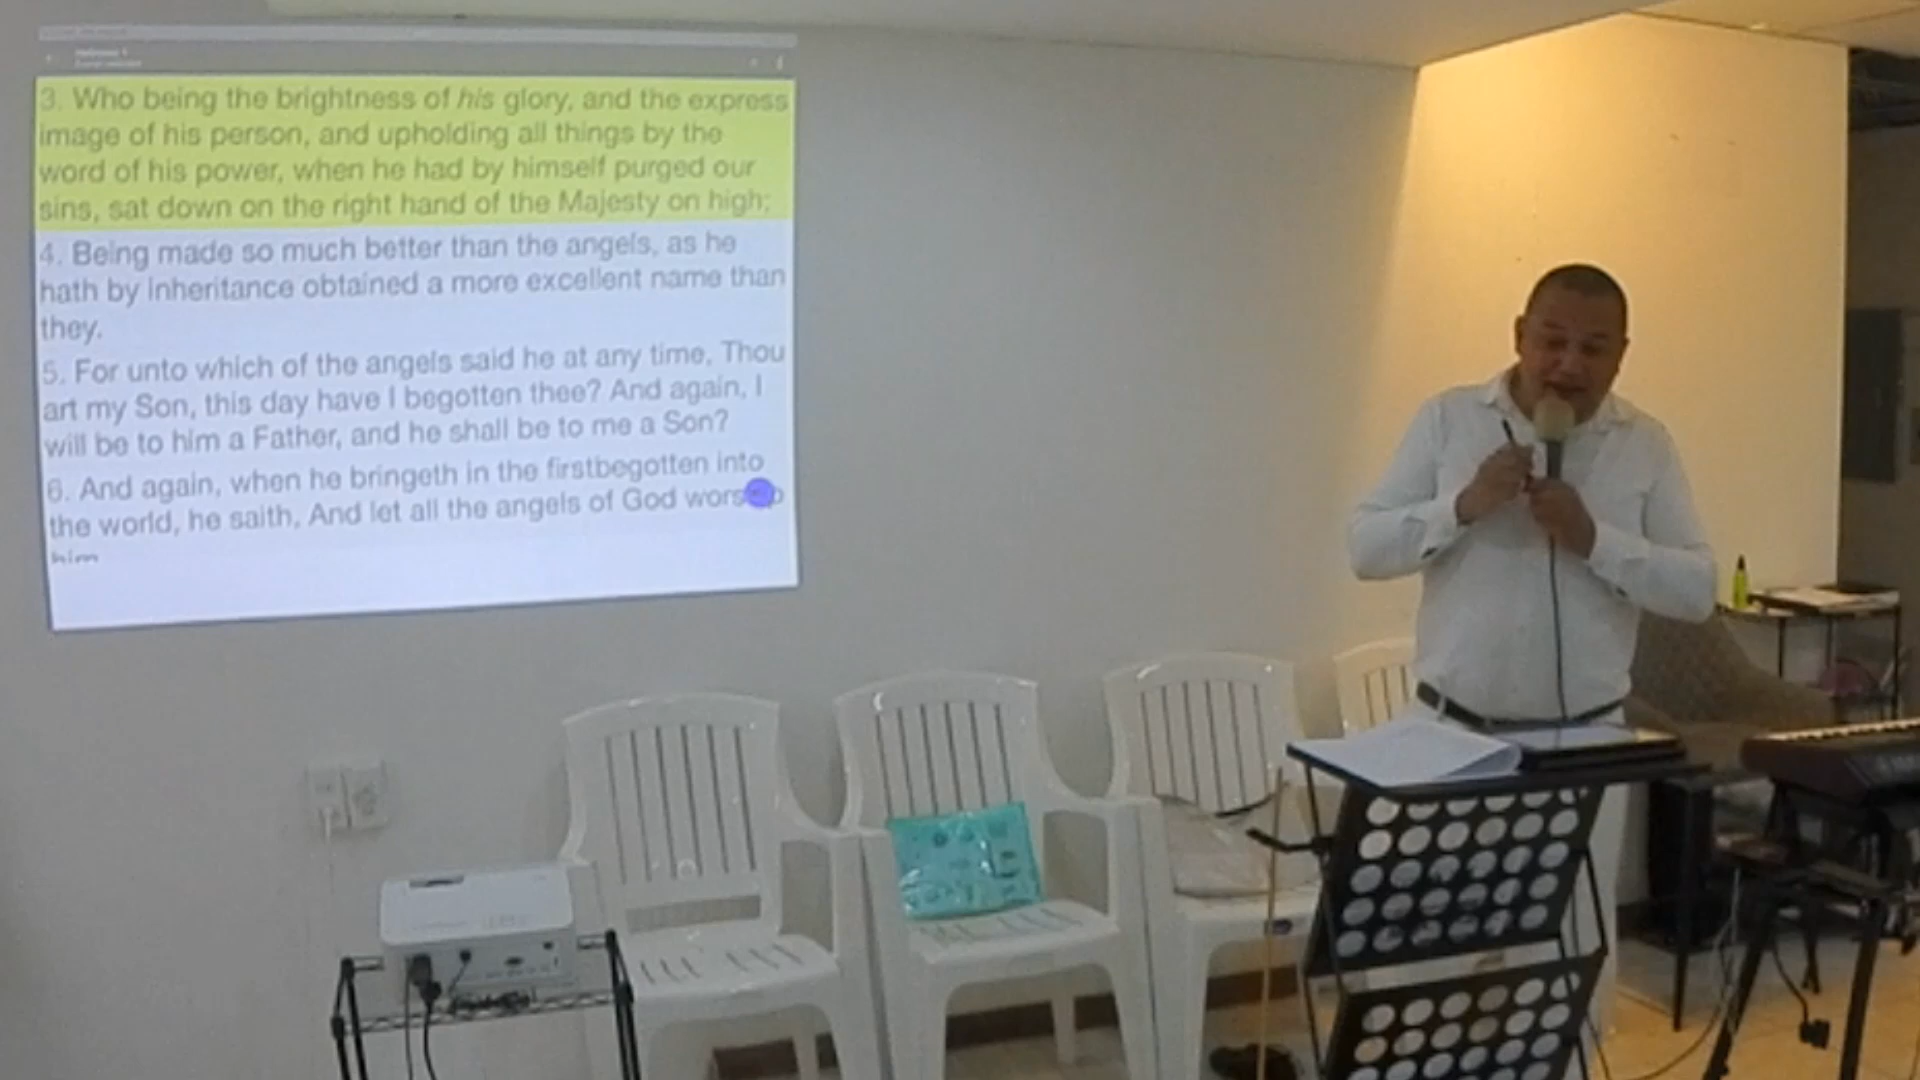 3. Who being the brightness of his glory, and the express
image of his person, and upholding all things by the
word of his power, when he had by himself purged our
sins, sat down on the right hand of the Majesty on high;
4. Being made so much better than the angels, as he
hath by inheritance obtained a more excellent name than
they.
5. For unto which of the angels said he at any time, Thou
art my Son, this day have I begotten thee? And again, I
will be to him a Father, and he shall be to me a Son?
6. And again, when he bringeth in the firstbegotten into
the world, he saith, And let all the angels of God worship
him